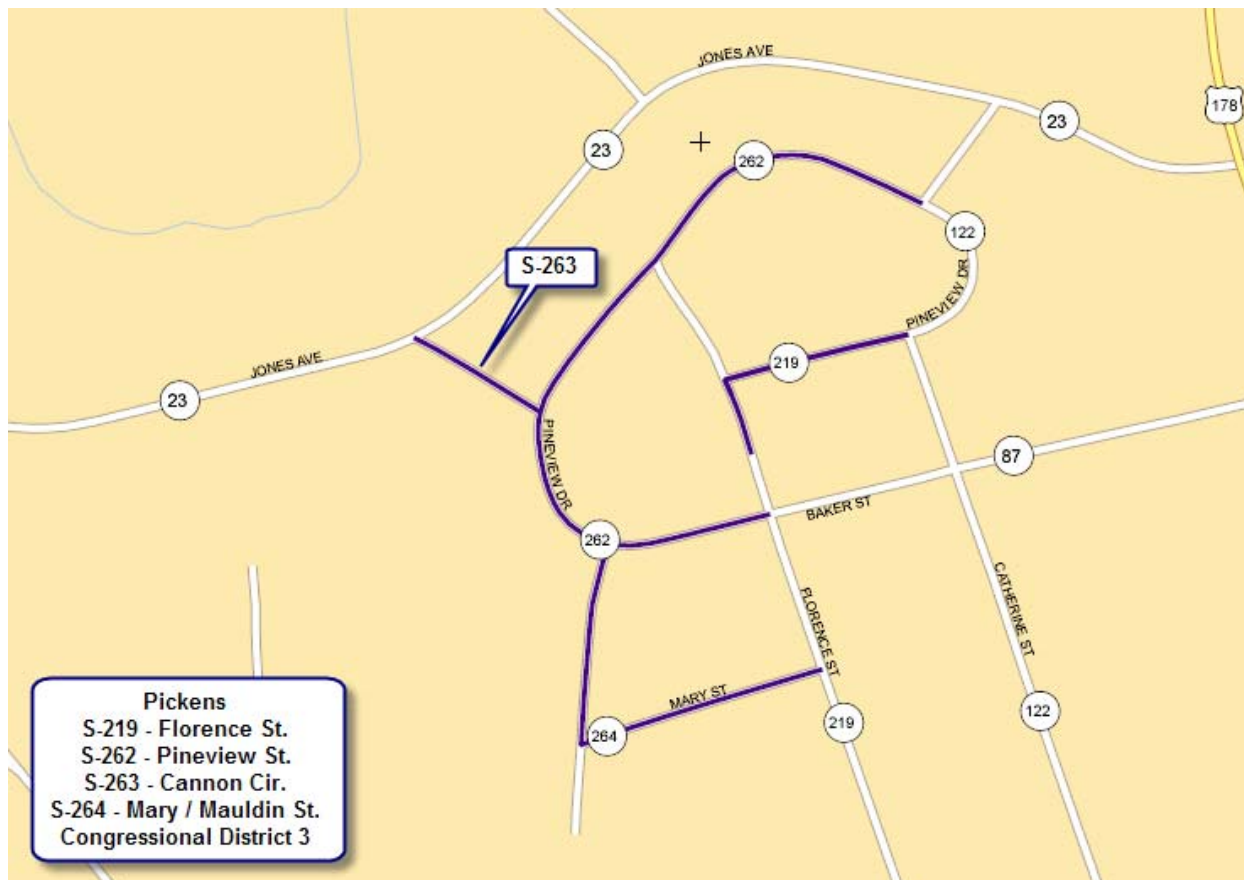 JONES AVE
23
178
23
262
122
S-263
PINEVIEW DR
219
JONES AVE
23
PINEVIEW DR
87
BAKER ST
262
FLORENCE ST
CATHERINE ST
MARY ST
264
219
122
Pickens
S-219 - Florence St.
S-262 - Pineview St.
S-263 - Cannon Cir.
S-264 - Mary / Mauldin St.
Congressional District 3